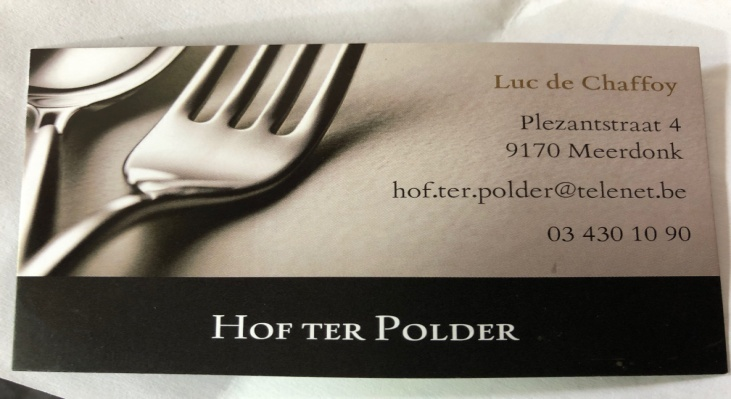 Luc de Chaffoy
Plezantstraat 4
9170 Meerdonk
hof.ter.polder@telenet.be
03 430 10 90
Hof ter Polder